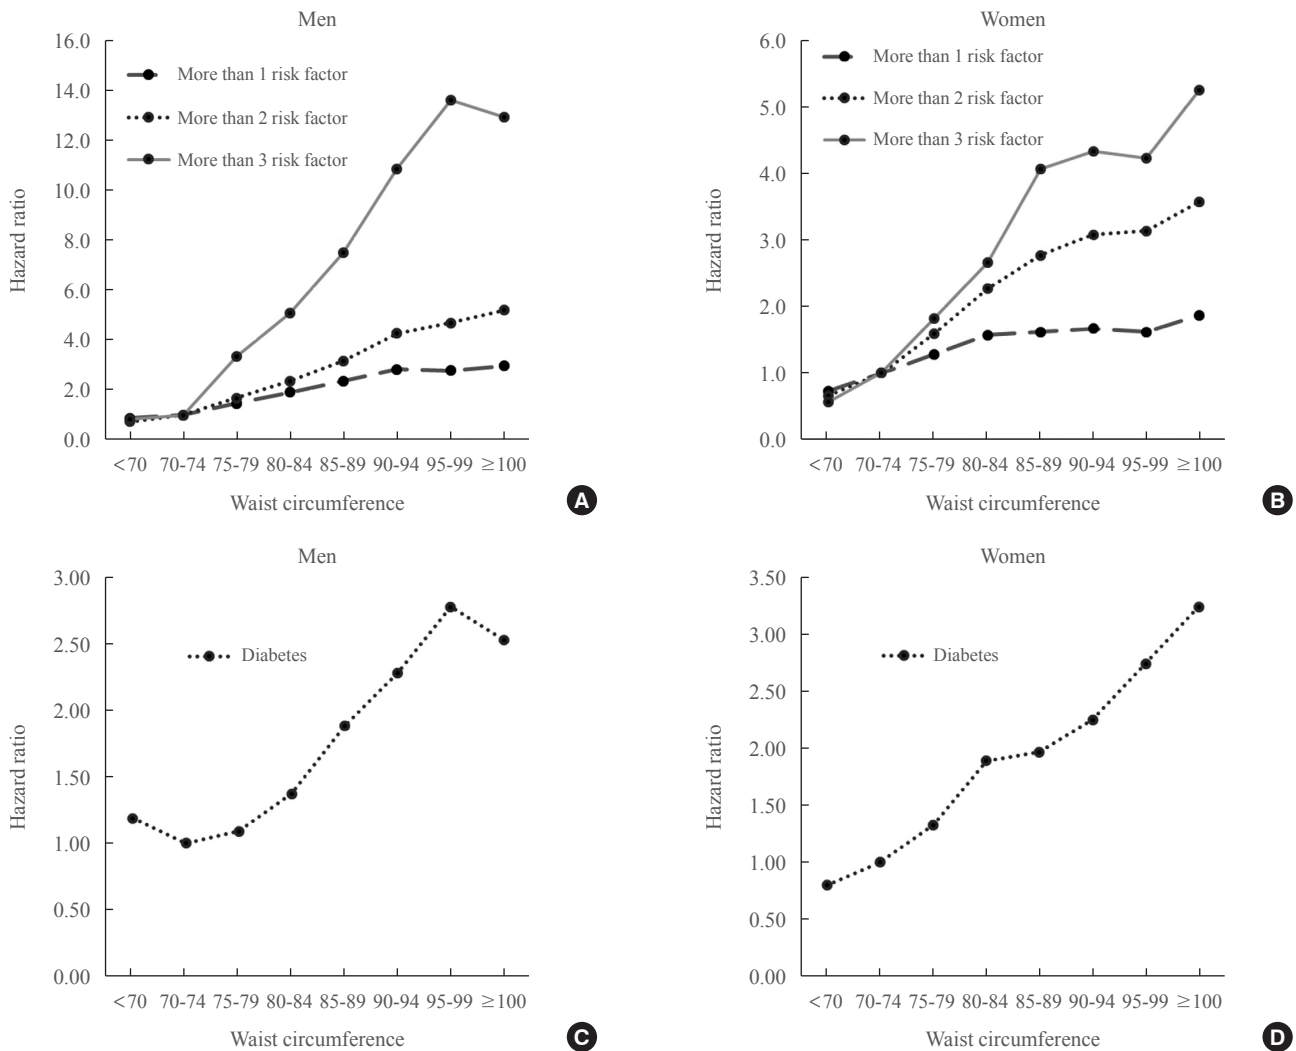 Men
16.0
14.0
12.0
10.0
8.0
6.0
4.0
2.0
0.0
Hazard ratio
More than 1 risk factor
More than 2 risk factor
More than 3 risk factor
<70 70-74 75-79 80-84 85-89 90-94 95-99 ≥100
Waist circumference
A
Women
6.0
5.0
4.0
3.0
2.0
1.0
0.0
Hazard ratio
More than 1 risk factor
More than 2 risk factor
More than 3 risk factor
<70 70-74 75-79 80-84 85-89 90-94 95-99 ≥100
Waist circumference
B
Men
3.00
2.50
2.00
1.50
1.00
0.50
0.00
Hazard ratio
Diabetes
<70 70-74 75-79 80-84 85-89 90-94 95-99 ≥100
Waist circumference
C
Women
3.50
3.00
2.50
2.00
1.50
1.00
0.50
0.00
Hazard ratio
Diabetes
<70 70-74 75-79 80-84 85-89 90-94 95-99 ≥100
Waist circumference
D